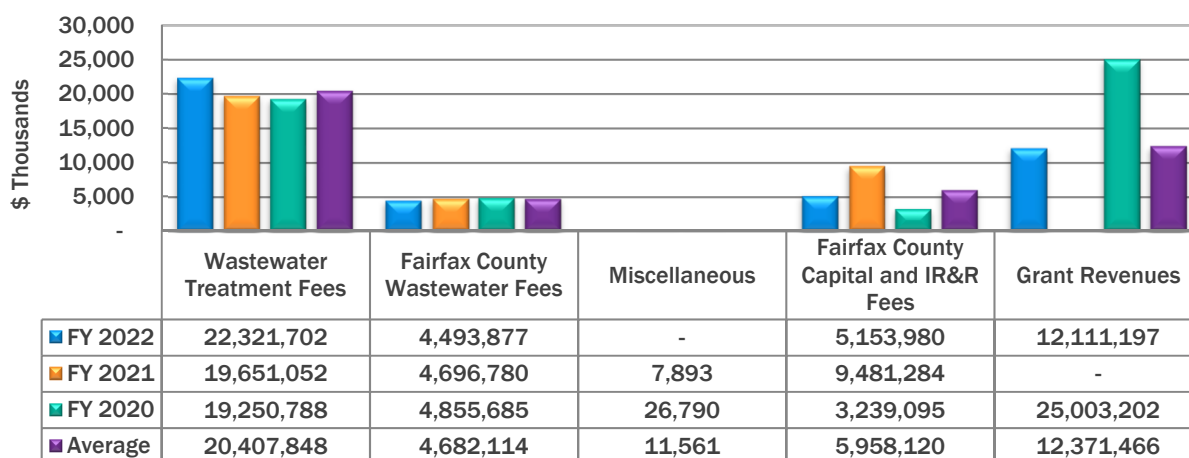 30,000
25,000
20,000
15,000
10,000
5,000
-
$ Thousands
Wastewater Treatment Fees
Fairfax County Wastewater Fees
Miscellaneous
Fairfax County Capital and IR&R Fees
Grant Revenues
FY 2022 22,321,702 4,493,877 - 5,153,980 12,111,197
FY 2021 19,651,052 4,696,780 7,893 9,481,284 -
FY 2020 19,250,788 4,855,685 26,790 3,239,095 25,003,202
Average 20,407,848 4,682,114 11,561 5,958,120 12,371,466